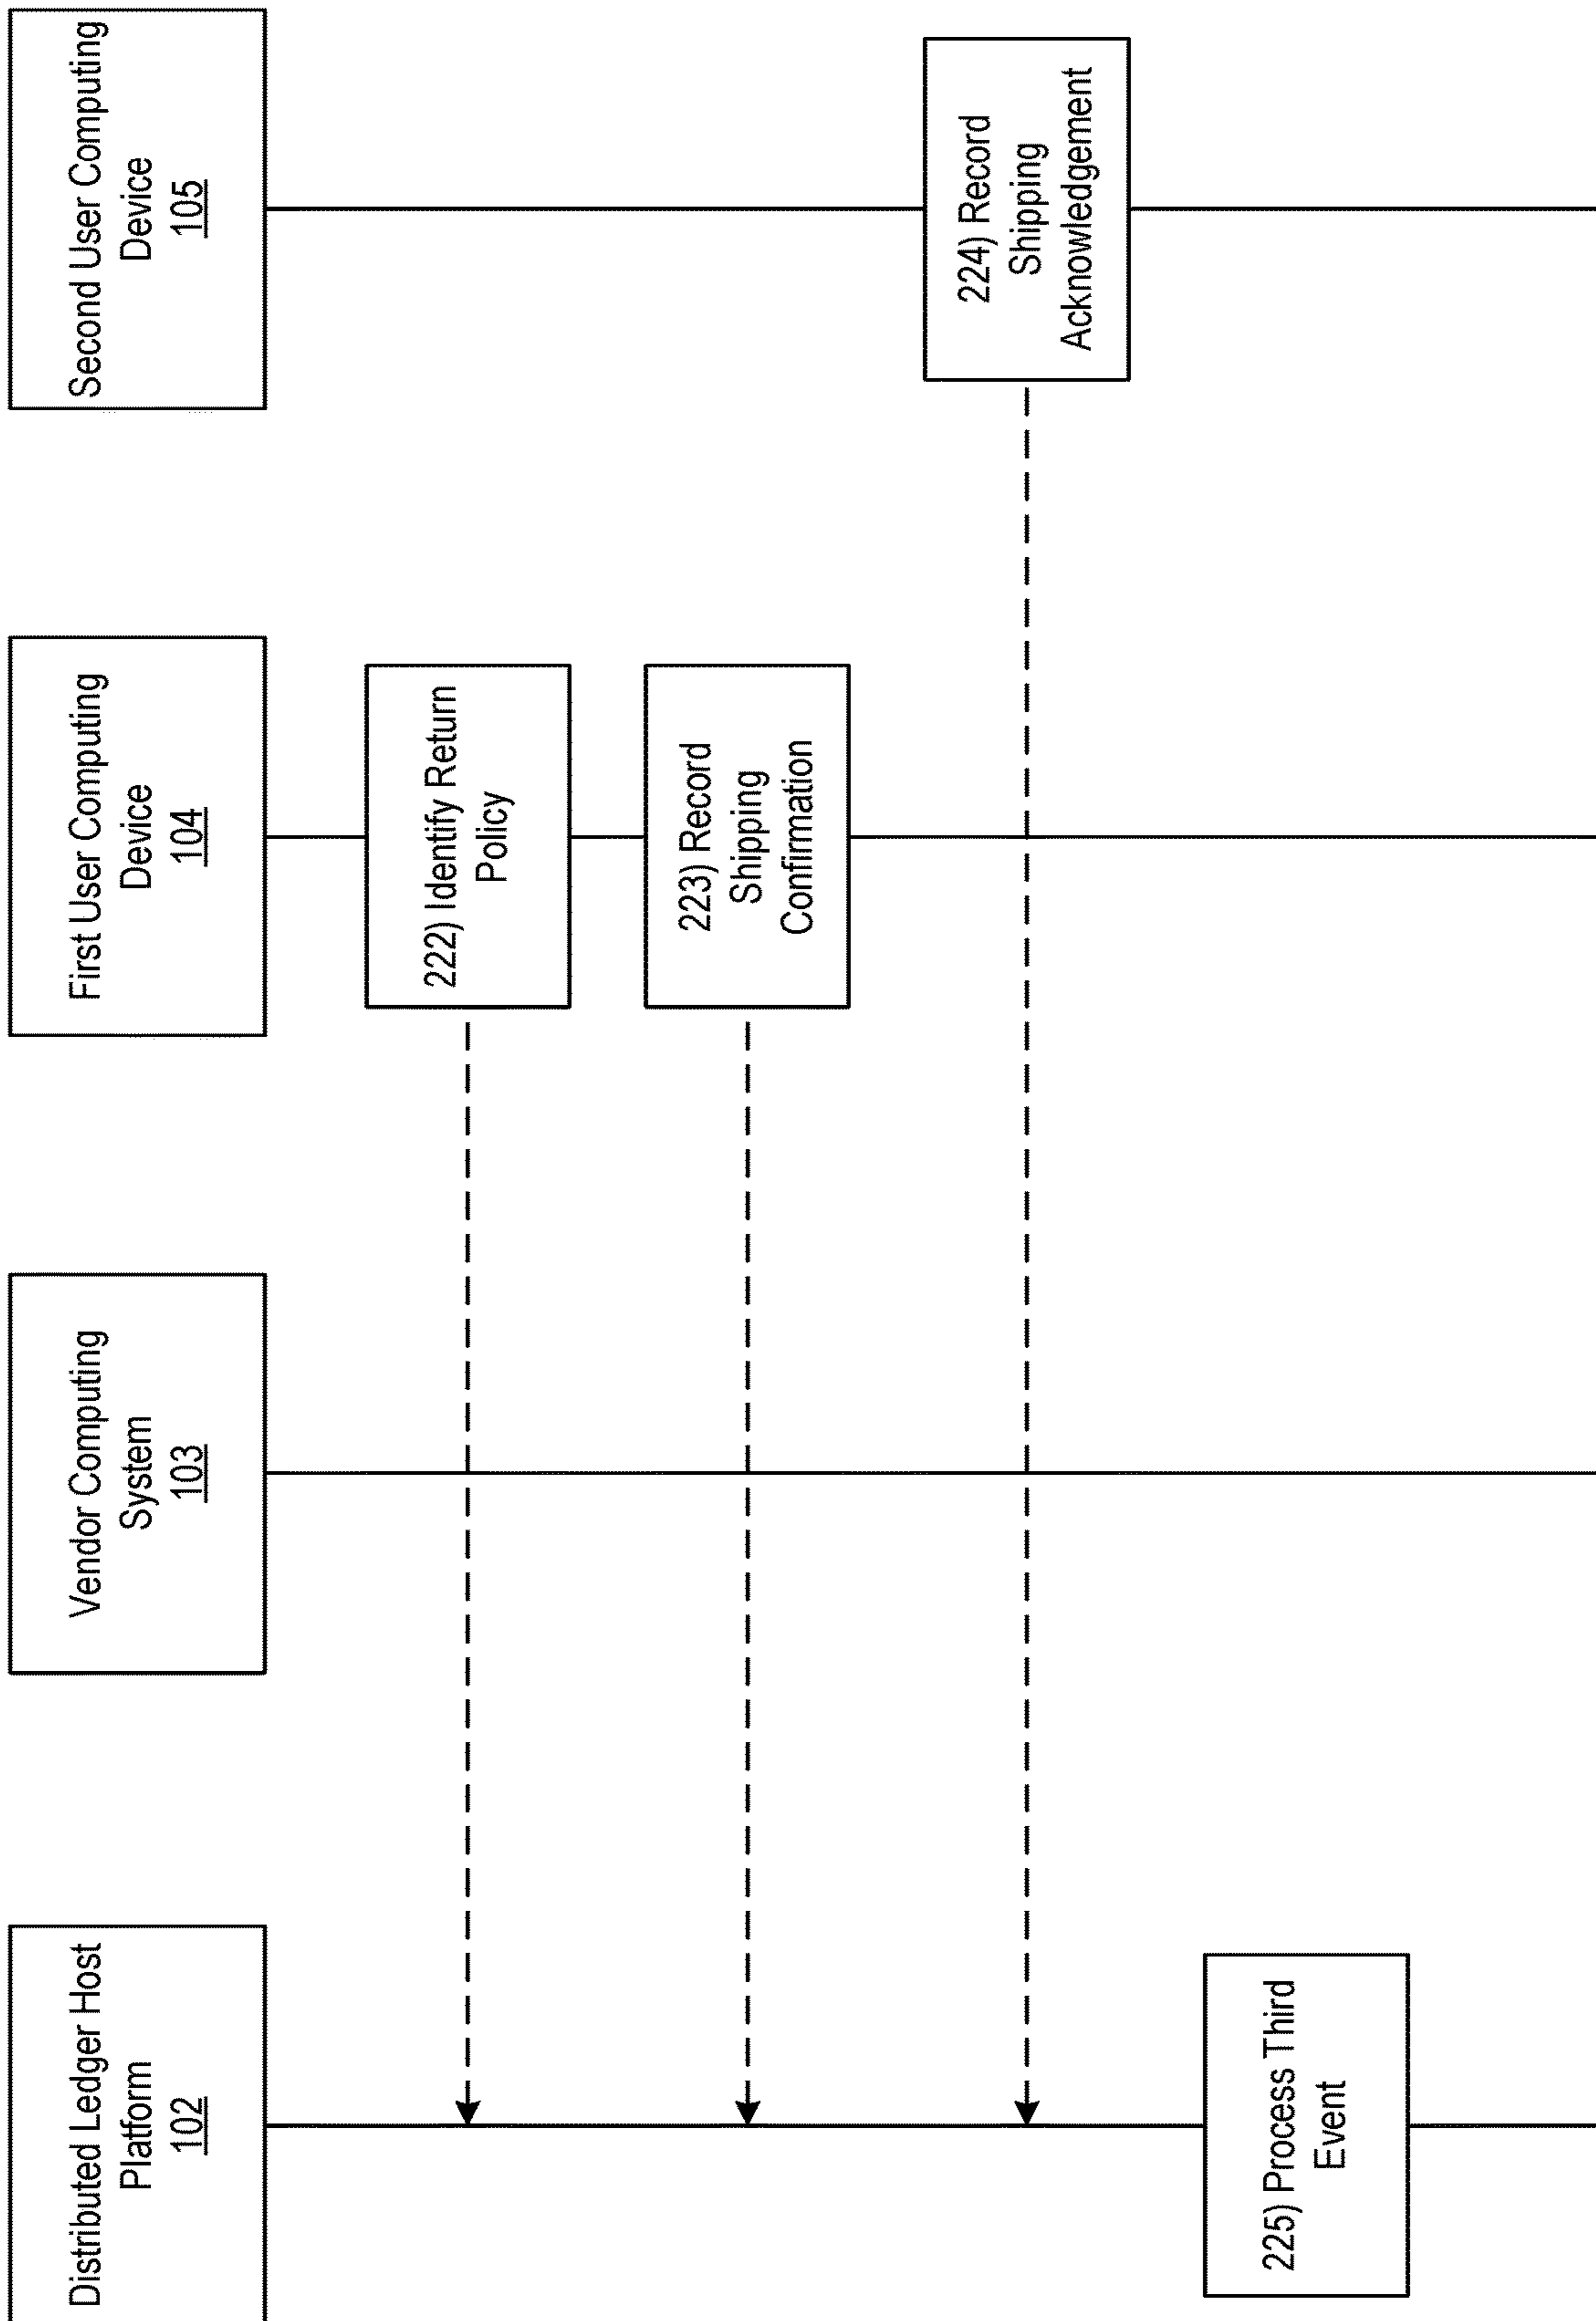 Distributed Ledger Host
Platform
102
Vendor Computing
System
103
First User Computing
Device
104
Second User Computing
Device
105
222) Identify Return
Policy
223) Record
Shipping
Confirmation
224) Record
Shipping
Acknowledgement
225) Process Third
Event